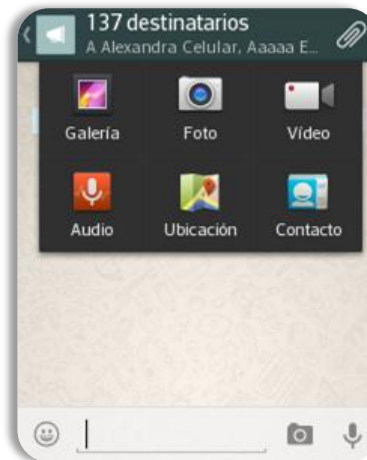 137 destinatarios
A Alexandra Celular, Aaaaa E...
Galería
Foto
Vídeo
Audio
Ubicación
Contacto